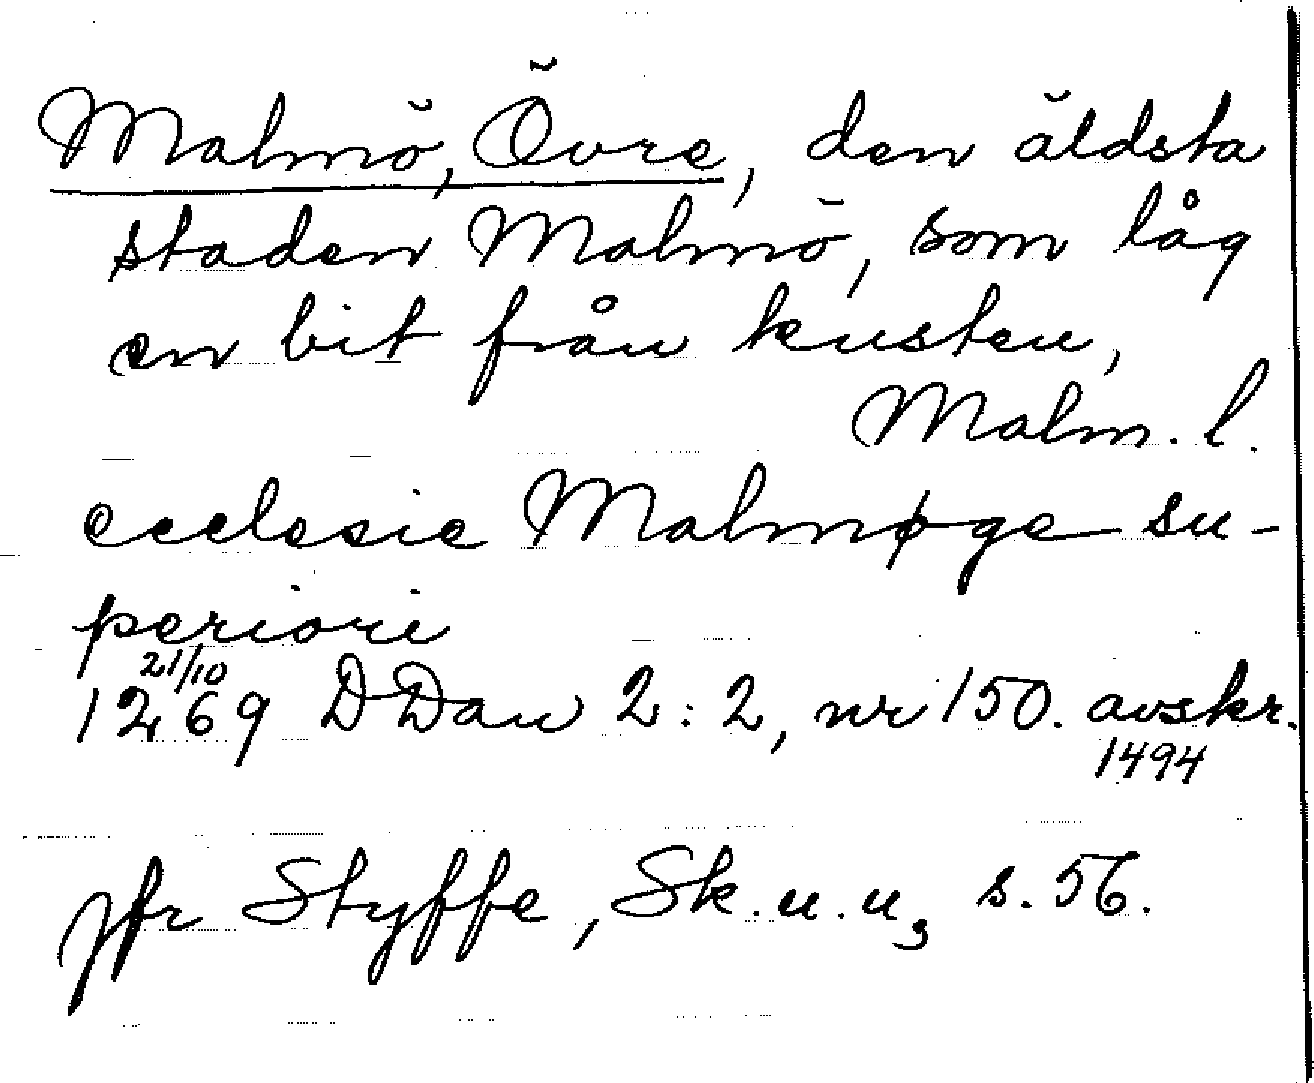 Malmö, Övre, den äldsta
staden Malmö, som låg
en bit från kusten,
Malm. l.
ecclesie Malmøge su-
periori
21/10
1269 DDan 2:2, nr 150. avskr.
1494
jfr Styffe, Sk. u. u, s. 56.